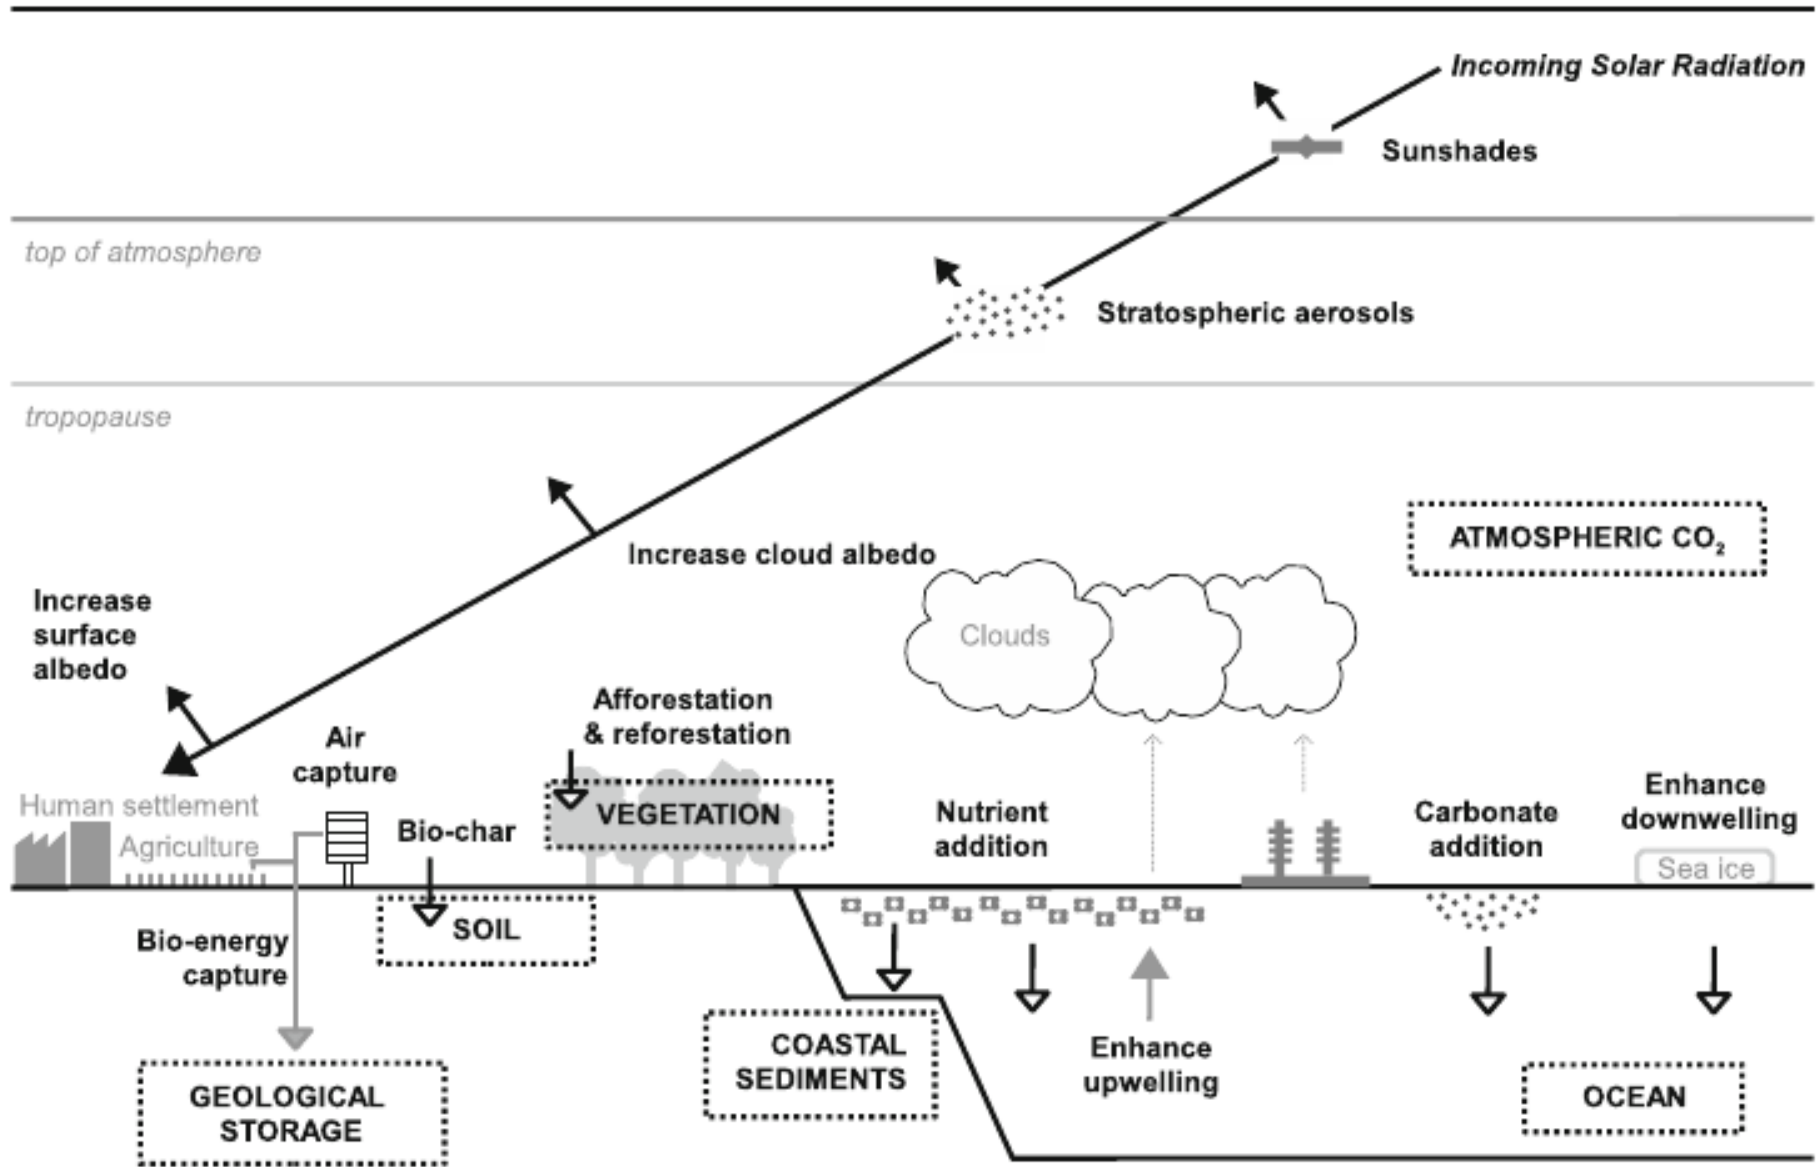 Incoming Solar Radiation
Sunshades
top of atmosphere
Stratospheric aerosols
tropopause
ATMOSPHERIC CO₂
Increase cloud albedo
Increase
surface
albedo
Clouds
Afforestation
& reforestation
Air
capture
Human settlement
Agriculture
Bio-char
VEGETATION
Nutrient
addition
Carbonate
addition
Enhance
downwelling
Sea ice
SOIL
Bio-energy
capture
COASTAL
SEDIMENTS
Enhance
upwelling
GEOLOGICAL
STORAGE
OCEAN